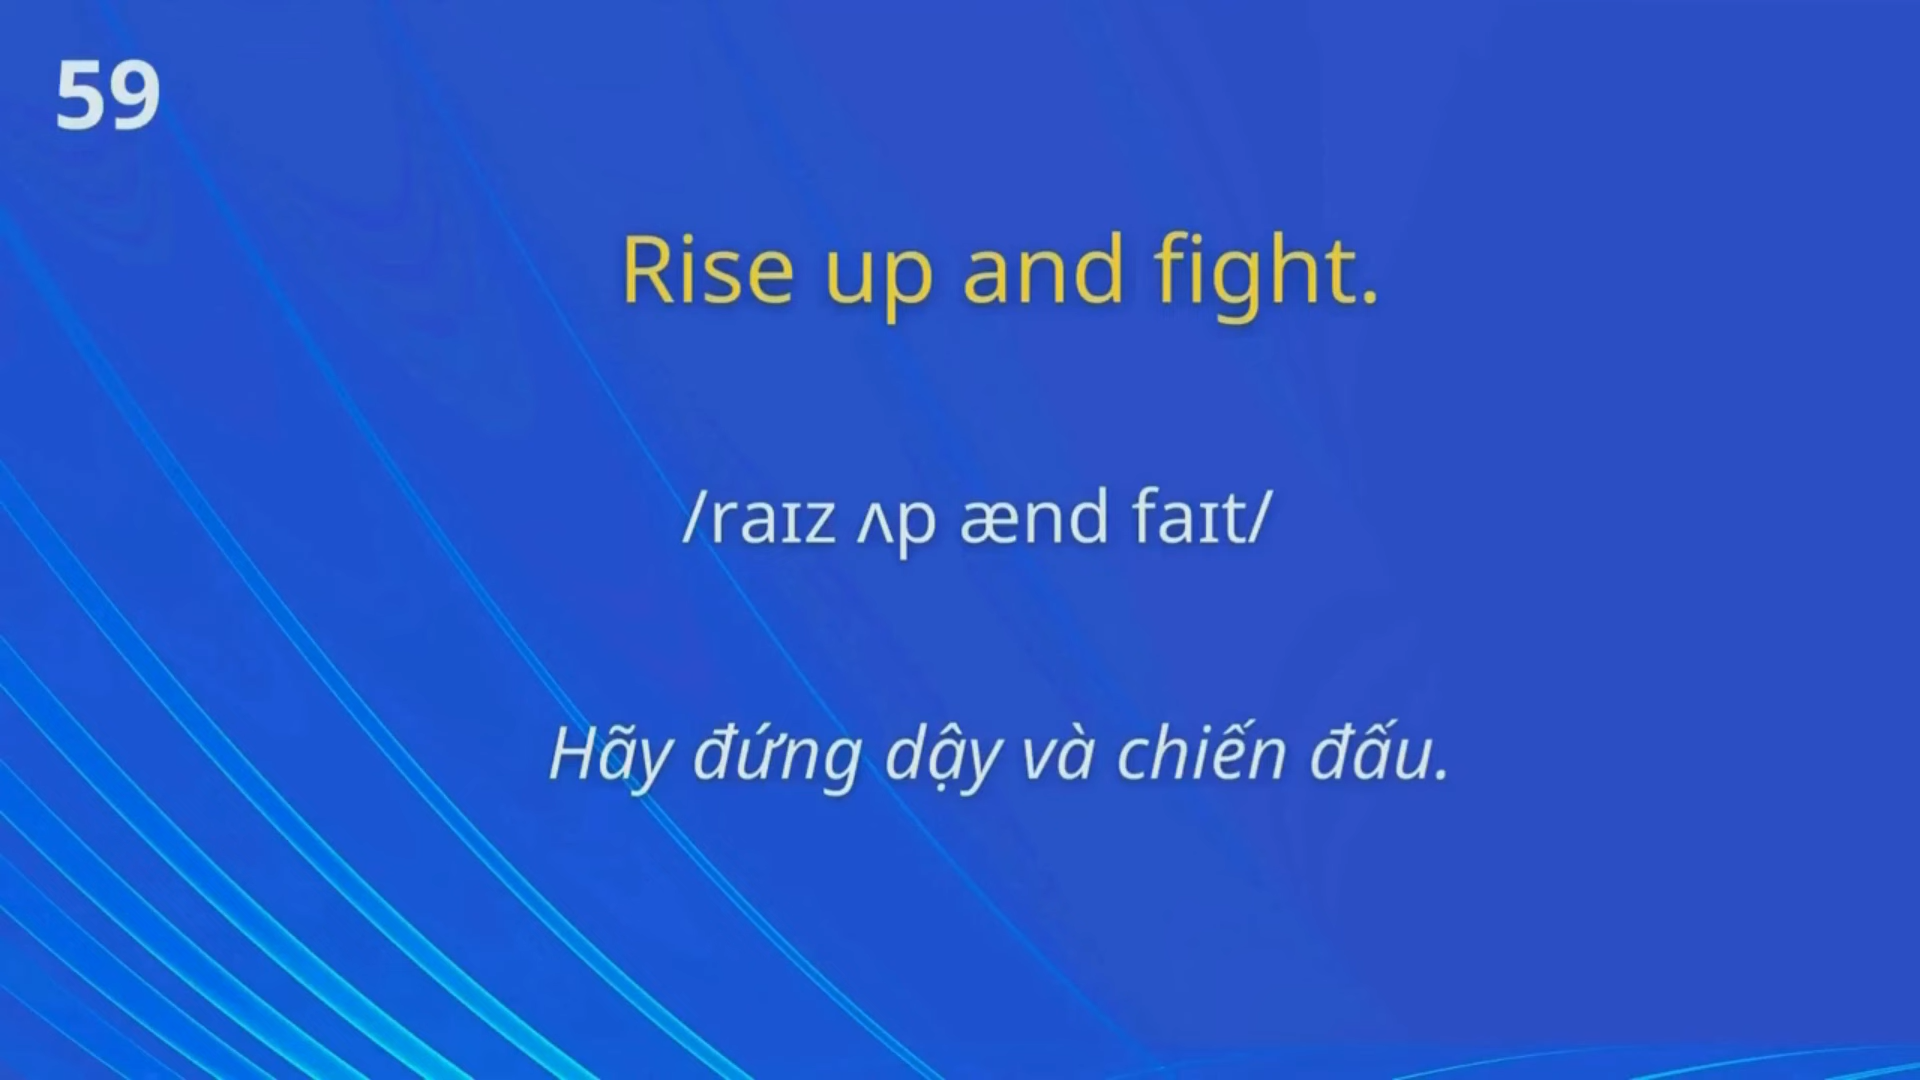 59
Rise up and fight.
/raɪz ʌp ænd faɪt/
Hãy đứng dậy và chiến đấu.